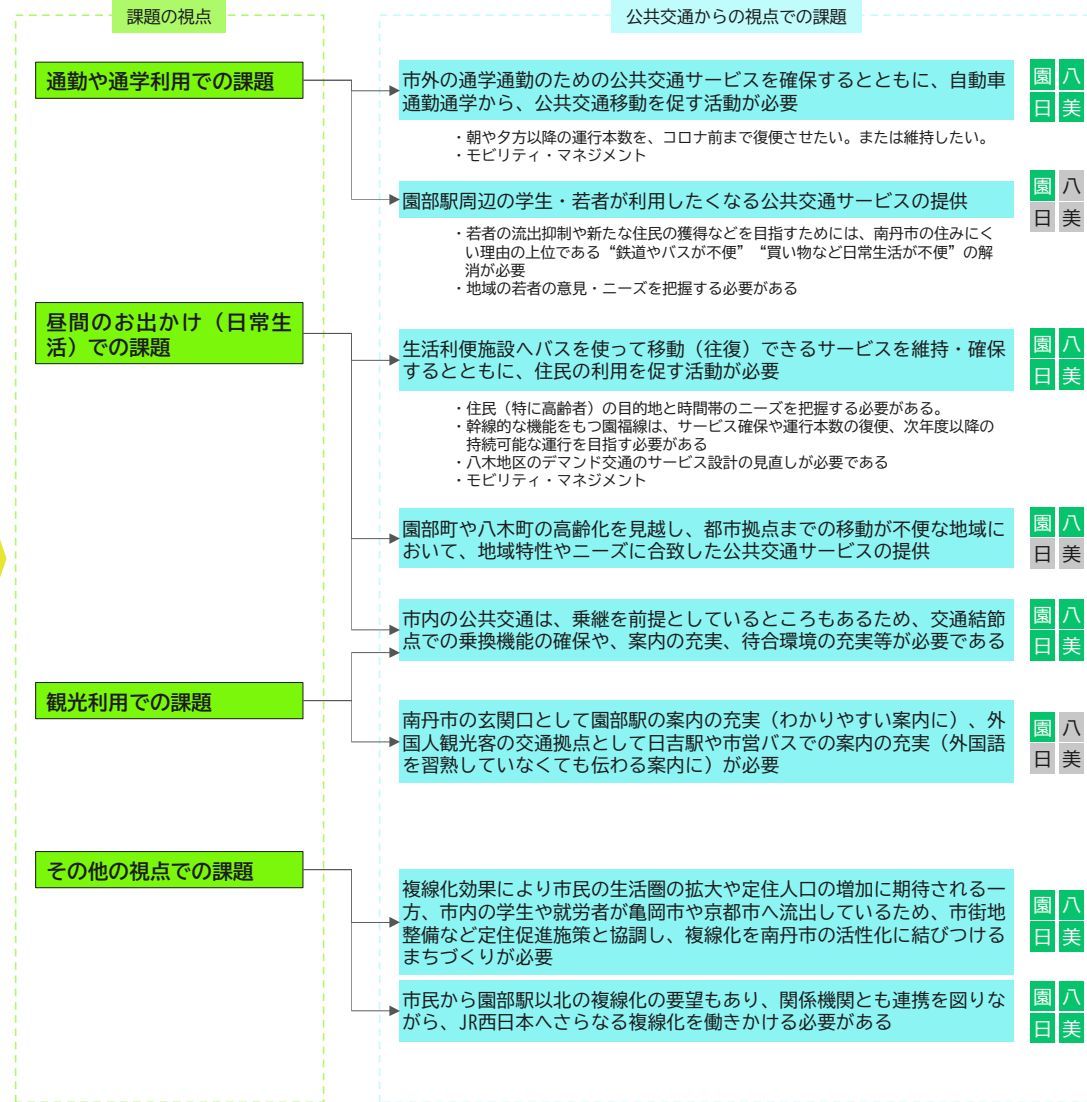 課題の視点
公共交通からの視点での課題
通勤や通学利用での課題
市外の通学通勤のための公共交通サービスを確保するとともに、自動車
通勤通学から、公共交通移動を促す活動が必要
園 八
日 美
・朝や夕方以降の運行本数を、コロナ前まで復便させたい。または維持したい。
・モビリティ・マネジメント
園部駅周辺の学生・若者が利用したくなる公共交通サービスの提供
園 八
日 美
・若者の流出抑制や新たな住民の獲得などを目指すためには、南丹市の住みにく
い理由の上位である“鉄道やバスが不便”“買い物など日常生活が不便”の解
消が必要
・地域の若者の意見・ニーズを把握する必要がある
昼間のお出かけ（日常生
活）での課題
生活利便施設へバスを使って移動（往復）できるサービスを維持・確保
するとともに、住民の利用を促す活動が必要
園 八
日 美
・住民（特に高齢者）の目的地と時間帯のニーズを把握する必要がある。
・幹線的な機能をもつ園福線は、サービス確保や運行本数の復便、次年度以降の
持続可能な運行を目指す必要がある
・八木地区のデマンド交通のサービス設計の見直しが必要である
・モビリティ・マネジメント
園部町や八木町の高齢化を見越し、都市拠点までの移動が不便な地域に
おいて、地域特性やニーズに合致した公共交通サービスの提供
園 八
日 美
市内の公共交通は、乗継を前提としているところもあるため、交通結節
点での乗換機能の確保や、案内の充実、待合環境の充実等が必要である
園 八
日 美
観光利用での課題
南丹市の玄関口として園部駅の案内の充実（わかりやすい案内に）、外
国人観光客の交通拠点として日吉駅や市営バスでの案内の充実（外国語
を習熟していなくても伝わる案内に）が必要
園 八
日 美
その他の視点での課題
複線化効果により市民の生活圏の拡大や定住人口の増加に期待される一
方、市内の学生や就労者が亀岡市や京都市へ流出しているため、市街地
整備など定住促進施策と協調し、複線化を南丹市の活性化に結びつける
まちづくりが必要
園 八
日 美
市民から園部駅以北の複線化の要望もあり、関係機関とも連携を図りな
がら、JR西日本へさらなる複線化を働きかける必要がある
園 八
日 美